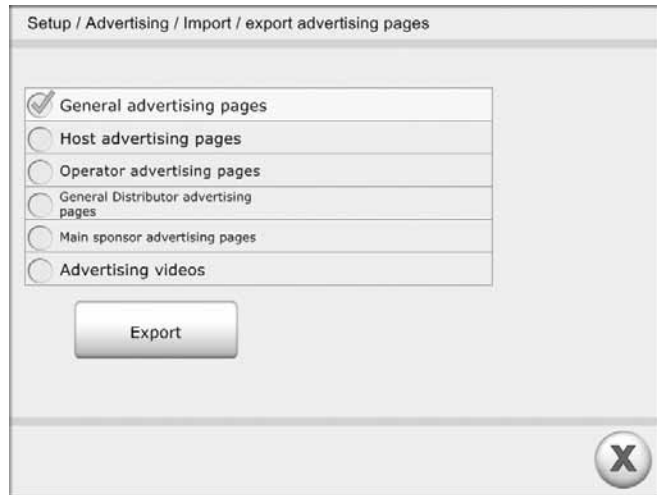 Setup / Advertising / Import / export advertising pages
General advertising pages
Host advertising pages
Operator advertising pages
General Distributor advertising
pages
Main sponsor advertising pages
Advertising videos
Export
X